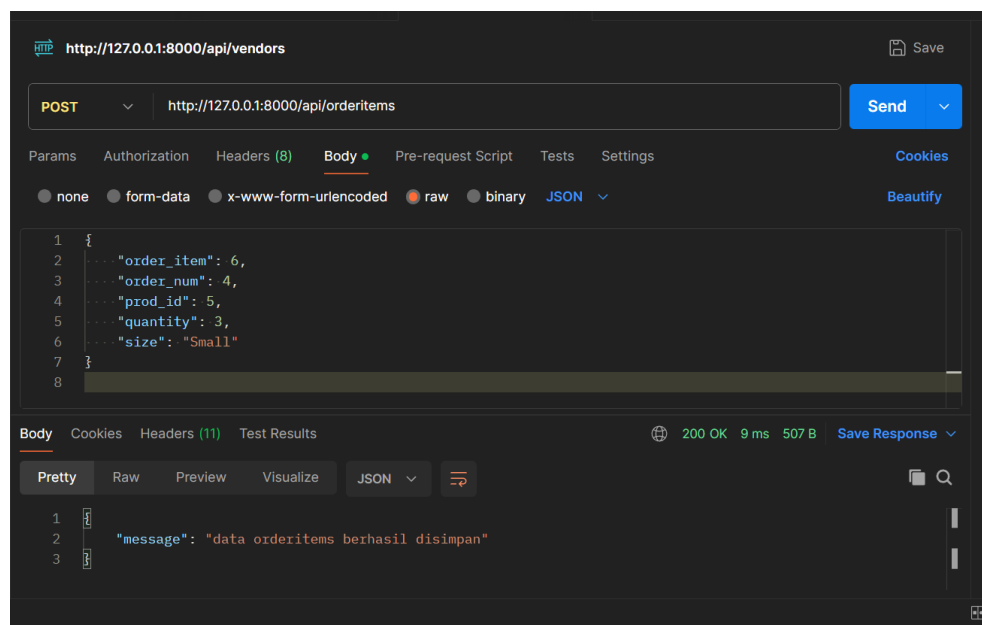 HTTP http://127.0.0.1:8000/api/vendors Save
POST http://127.0.0.1:8000/api/orderitems Send
Params Authorization Headers (8) Body Pre-request Script Tests Settings Cookies
none form-data x-www-form-urlencoded raw binary JSON Beautify
1 {
2 "order_item": 6,
3 "order_num": 4,
4 "prod_id": 5,
5 "quantity": 3,
6 "size": "Small"
7 }
8
Body Cookies Headers (11) Test Results 200 OK 9 ms 507 B Save Response
Pretty Raw Preview Visualize JSON
1 {
2 "message": "data orderitems berhasil disimpan"
3 }